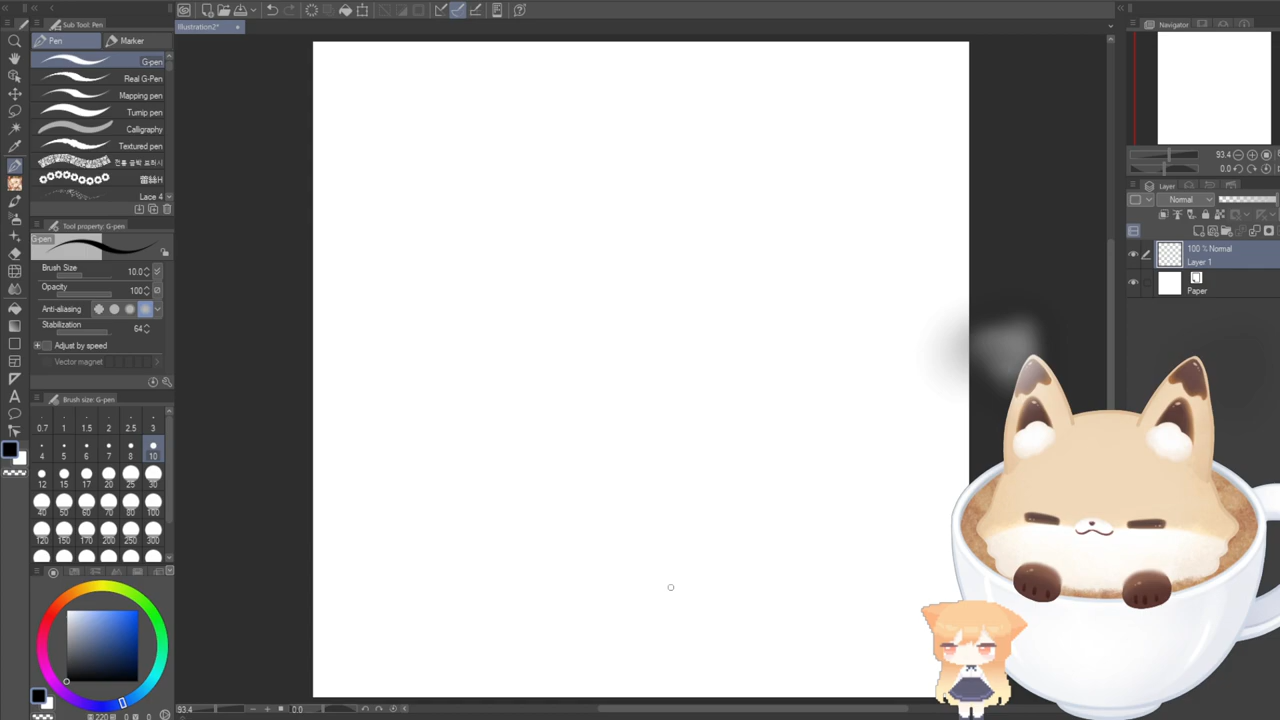 Sub Tool: Pen
Illustration2*
Navigator
Pen
Marker
G-pen
Real G-Pen
Mapping pen
Turnip pen
Calligraphy
Textured pen
Lace 4
93.4
0.0
Layer
Normal
Tool property: G-pen
G-pen
Brush Size 10.0
Opacity 100
Anti-aliasing
Stabilization 64
Adjust by speed
Vector magnet
100 % Normal
Layer 1
Paper
Brush size: G-pen
0.7 1 1.5 2 2.5 3
4 5 6 7 8 10
12 15 17 20 25 30
40 50 60 70 80 100
120 150 170 200 250 300
93.4
0.0
220 0 0